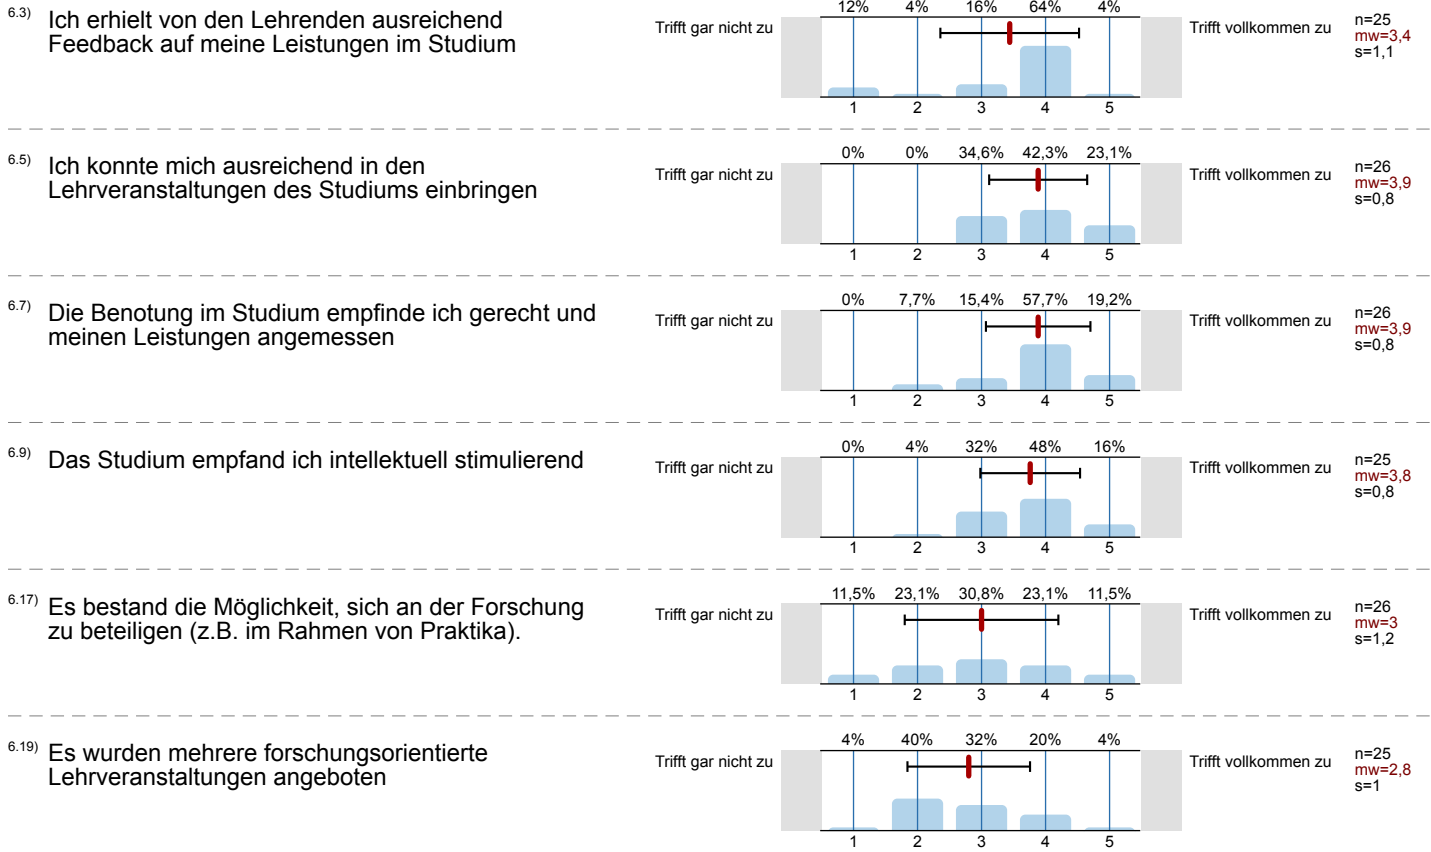 6.3) Ich erhielt von den Lehrenden ausreichend
Feedback auf meine Leistungen im Studium
Trifft gar nicht zu
12% 4% 16% 64% 4%
1 2 3 4 5
Trifft vollkommen zu
n=25
mw=3,4
s=1,1
6.5) Ich konnte mich ausreichend in den
Lehrveranstaltungen des Studiums einbringen
Trifft gar nicht zu
0% 0% 34,6% 42,3% 23,1%
1 2 3 4 5
Trifft vollkommen zu
n=26
mw=3,9
s=0,8
6.7) Die Benotung im Studium empfinde ich gerecht und
meinen Leistungen angemessen
Trifft gar nicht zu
0% 7,7% 15,4% 57,7% 19,2%
1 2 3 4 5
Trifft vollkommen zu
n=26
mw=3,9
s=0,8
6.9) Das Studium empfand ich intellektuell stimulierend
Trifft gar nicht zu
0% 4% 32% 48% 16%
1 2 3 4 5
Trifft vollkommen zu
n=25
mw=3,8
s=0,8
6.17) Es bestand die Möglichkeit, sich an der Forschung
zu beteiligen (z.B. im Rahmen von Praktika).
Trifft gar nicht zu
11,5% 23,1% 30,8% 23,1% 11,5%
1 2 3 4 5
Trifft vollkommen zu
n=26
mw=3
s=1,2
6.19) Es wurden mehrere forschungsorientierte
Lehrveranstaltungen angeboten
Trifft gar nicht zu
4% 40% 32% 20% 4%
1 2 3 4 5
Trifft vollkommen zu
n=25
mw=2,8
s=1